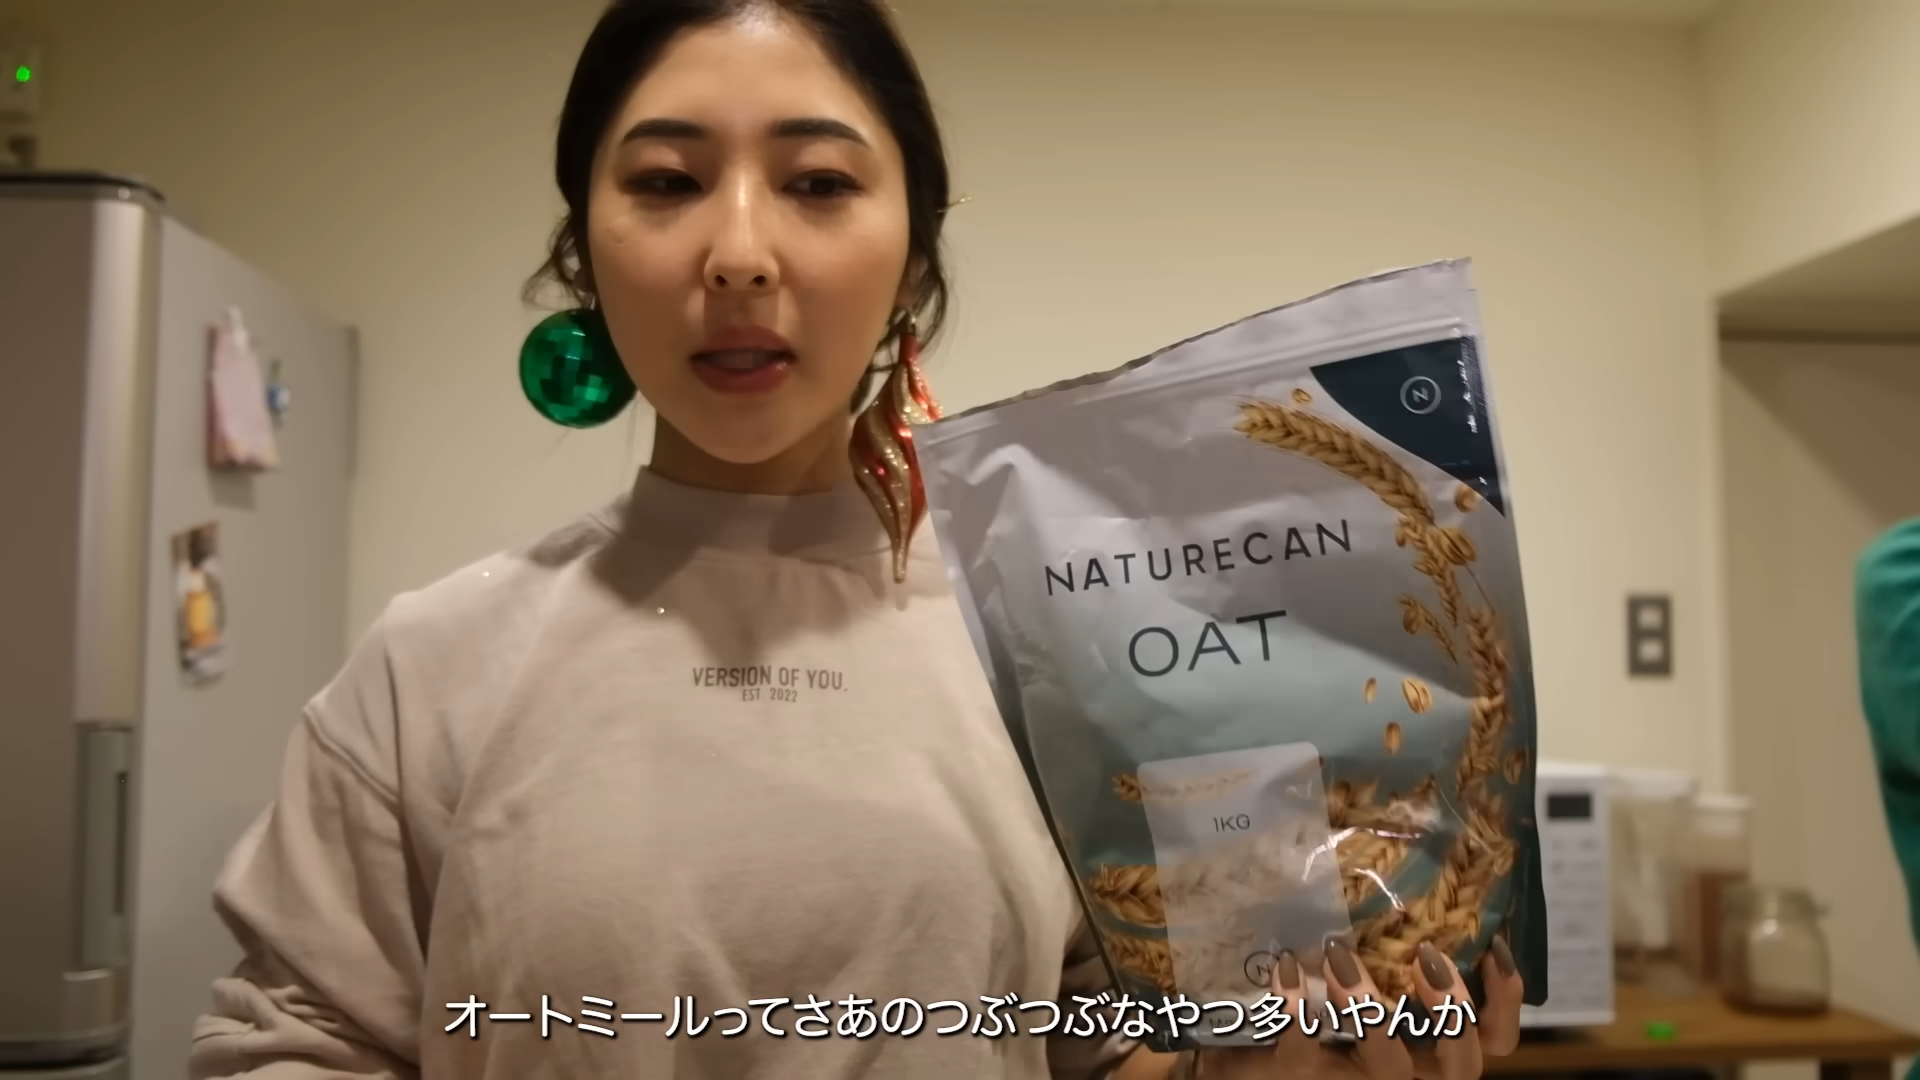 NATURECAN
OAT
VERSION OF YOU.
EST 2022
1KG
オートミールってさあのつぶつぶなやつ多いやんか